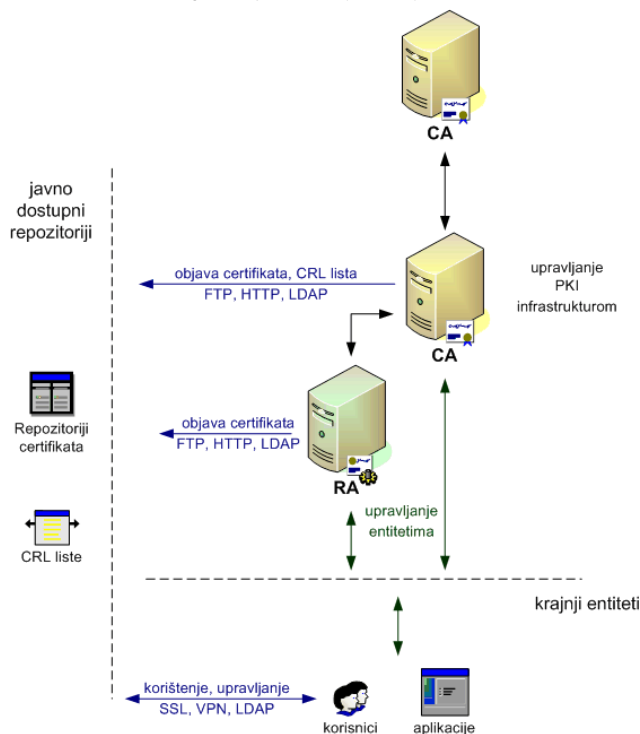 CA
javno
dostupni
repozitoriji
objava certifikata, CRL lista
FTP, HTTP, LDAP
upravljanje
PKI
infrastrukturom
CA
Repozitoriji
certifikata
objava certifikata
FTP, HTTP, LDAP
RA
upravljanje
entitetima
CRL liste
krajnji entiteti
korištenje, upravljanje
SSL, VPN, LDAP
korisnici
aplikacije